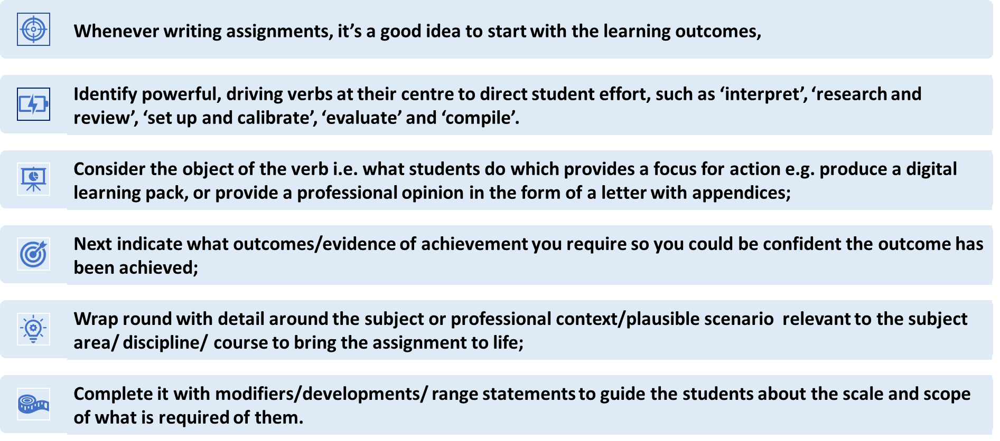 Whenever writing assignments, it’s a good idea to start with the learning outcomes,
Identify powerful, driving verbs at their centre to direct student effort, such as ‘interpret’, ‘research and
review’, ‘set up and calibrate’, ‘evaluate’ and ‘compile’.
Consider the object of the verb i.e. what students do which provides a focus for action e.g. produce a digital
learning pack, or provide a professional opinion in the form of a letter with appendices;
Next indicate what outcomes/evidence of achievement you require so you could be confident the outcome has
been achieved;
Wrap round with detail around the subject or professional context/plausible scenario  relevant to the subject
area/ discipline/ course to bring the assignment to life;
Complete it with modifiers/developments/ range statements to guide the students about the scale and scope
of what is required of them.